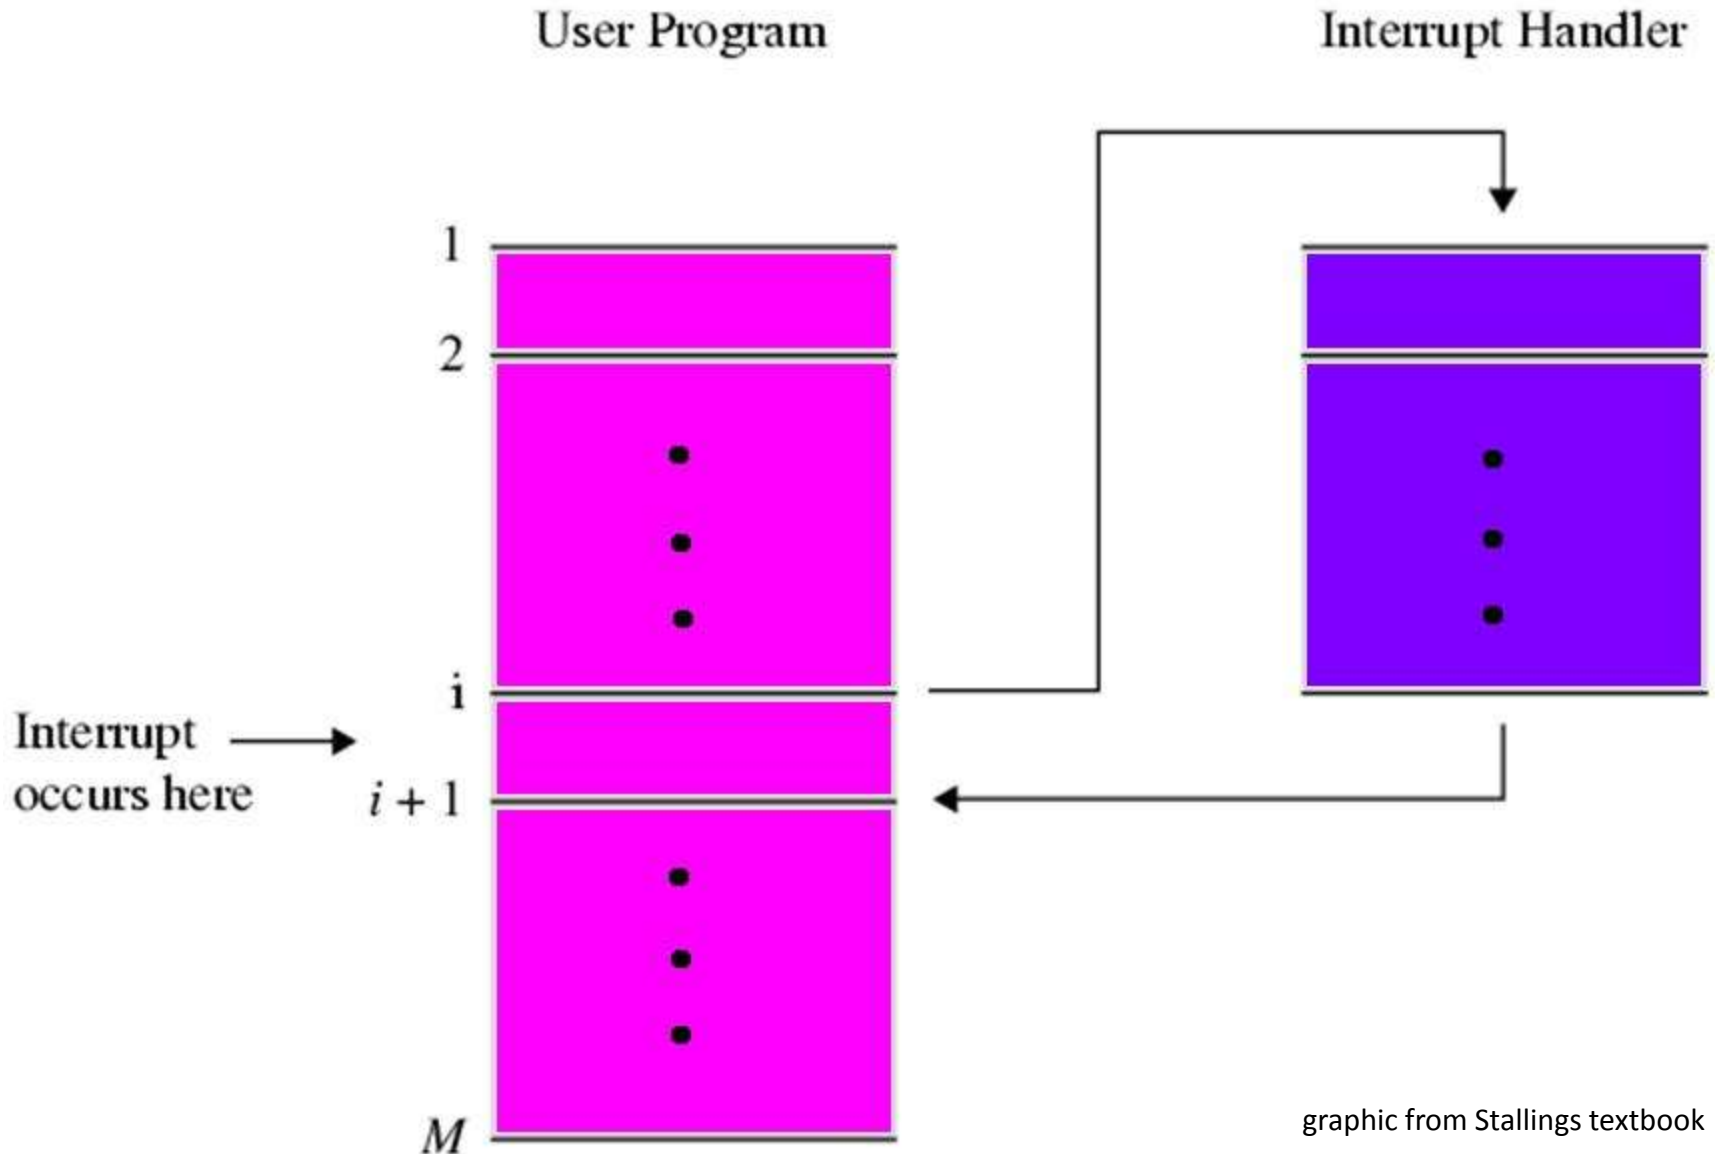 User Program
Interrupt Handler
1
2
i
Interrupt
occurs here
i + 1
M
graphic from Stallings textbook